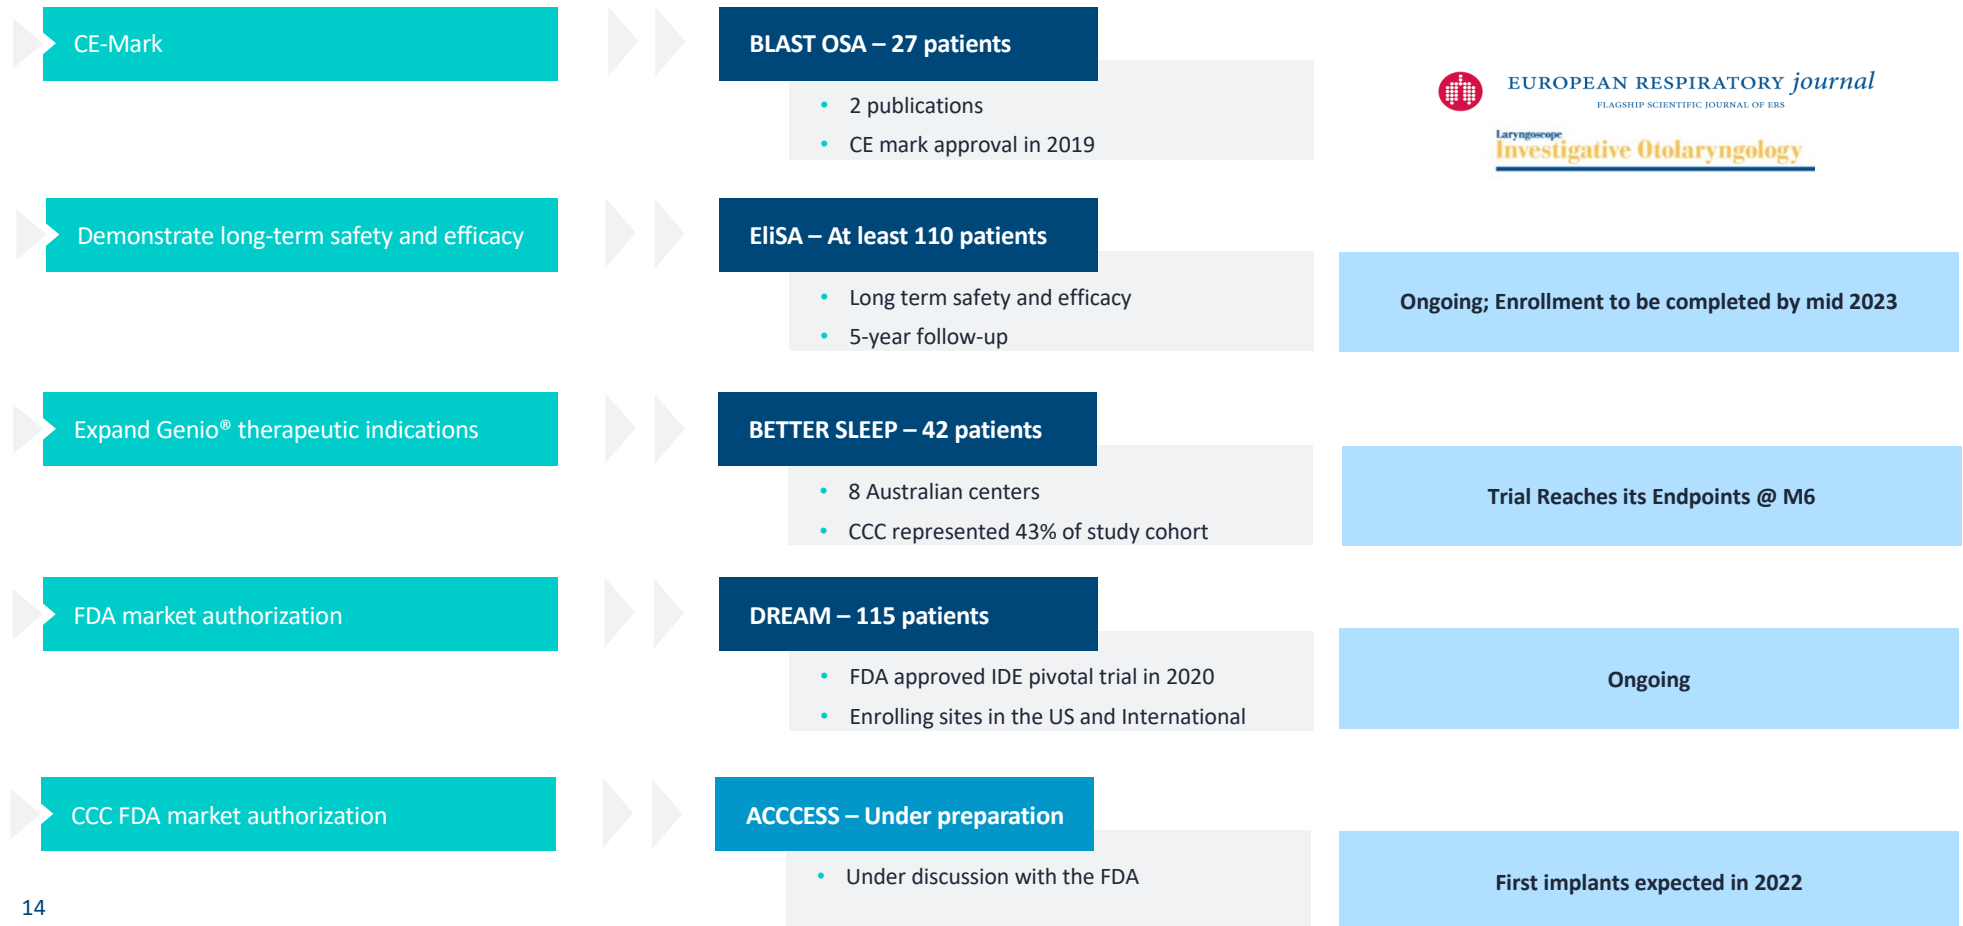 CE-Mark
BLAST OSA – 27 patients
• 2 publications
• CE mark approval in 2019
EUROPEAN RESPIRATORY journal
FLAGSHIP SCIENTIFIC JOURNAL OF ERS
Laryngoscope
Investigative Otolaryngology
Demonstrate long-term safety and efficacy
EliSA – At least 110 patients
• Long term safety and efficacy
• 5-year follow-up
Ongoing; Enrollment to be completed by mid 2023
Expand Genio® therapeutic indications
BETTER SLEEP – 42 patients
• 8 Australian centers
• CCC represented 43% of study cohort
Trial Reaches its Endpoints @ M6
FDA market authorization
DREAM – 115 patients
• FDA approved IDE pivotal trial in 2020
• Enrolling sites in the US and International
Ongoing
CCC FDA market authorization
ACCCESS – Under preparation
• Under discussion with the FDA
First implants expected in 2022
14